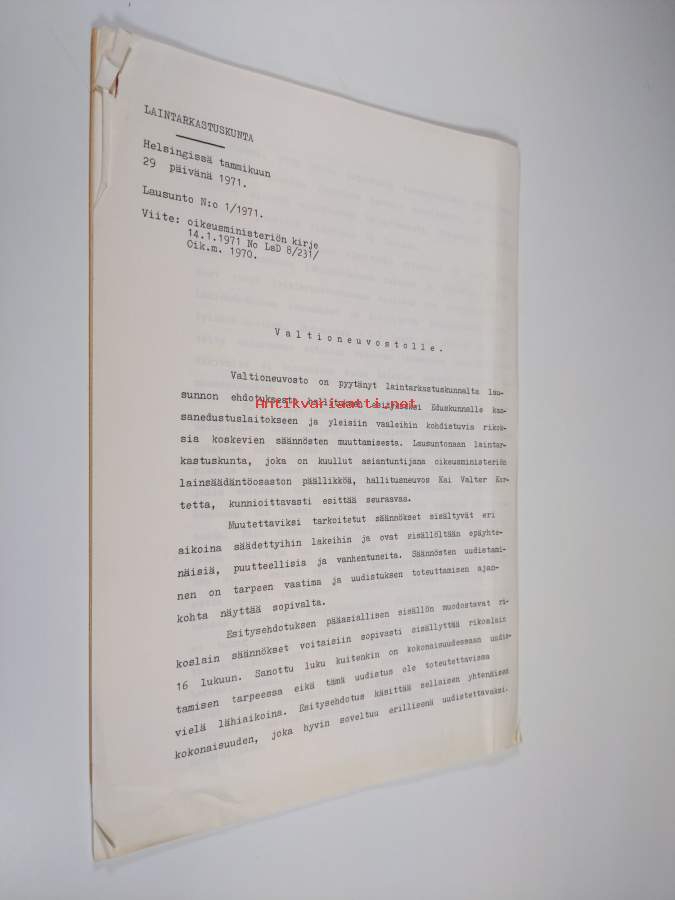 LAINTARKASTUSKUNTA
Helsingissä tammikuun
29 päivänä 1971.
Lausunto N:o 1/1971.
Viite: oikeusministeriön kirje
14.1.1971 No LsD 8/231/
Oik.m. 1970.
Valtioneuvostolle.
Valtioneuvosto on pyytänyt laintarkastuskunnalta lau-
sunnon ehdotuksesta hallituksen esitykseksi Eduskunnalle kan-
Antikvariaatti.net
sanedustuslaitokseen ja yleisiin vaaleihin kohdistuvia rikok-
sia koskevien säännösten muuttamisesta. Lausuntonaan laintar-
kastuskunta, joka on kuullut asiantuntijana oikeusministeriön
lainsäädäntöosaston päällikköä, hallitusneuvos Kai Valter Kor-
tetta, kunnioittavasti esittää seuraavaa.
Muutettaviksi tarkoitetut säännökset sisältyvät eri
aikoina säädettyihin lakeihin ja ovat sisällöltään epäyhte-
näisiä, puutteellisia ja vanhentuneita. Säännösten uudistami-
nen on tarpeen vaatima ja uudistuksen toteuttamisen ajan-
kohta näyttää sopivalta.
Esitysehdotuksen pääasiallisen sisällön muodostavat ri-
koslain säännökset voitaisiin sopivasti sisällyttää rikoslain
16 lukuun. Sanottu luku kuitenkin on kokonaisuudessaan uudis-
tamisen tarpeessa eikä tämä uudistus ole toteutettavissa
vielä lähiaikoina. Esitysehdotus käsittää sellaisen yhtenäisen
kokonaisuuden, joka hyvin soveltuu erillisenä uudistettavaksi.